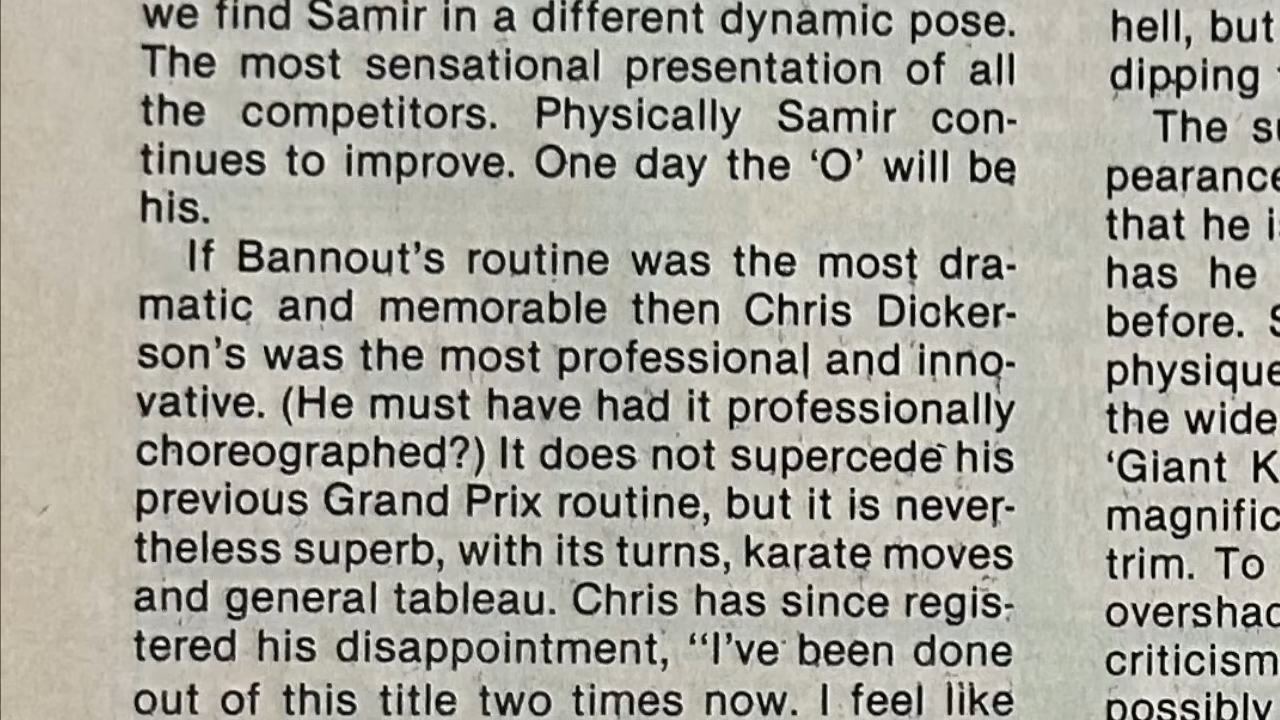 we find Samir in a different dynamic pose.
The most sensational presentation of all
the competitors. Physically Samir con-
tinues to improve. One day the ‘O’ will be
his.
If Bannout's routine was the most dra-
matic and memorable then Chris Dicker-
son's was the most professional and inno-
vative. (He must have had it professionally
choreographed?) It does not supercede his
previous Grand Prix routine, but it is never-
theless superb, with its turns, karate moves
and general tableau. Chris has since regis-
tered his disappointment, “I've been done
out of this title two times now. I feel like
hell, but
dipping
The
pearance
that he
has he
before.
physique
the wide
‘Giant
trim. To
criticism
possibly